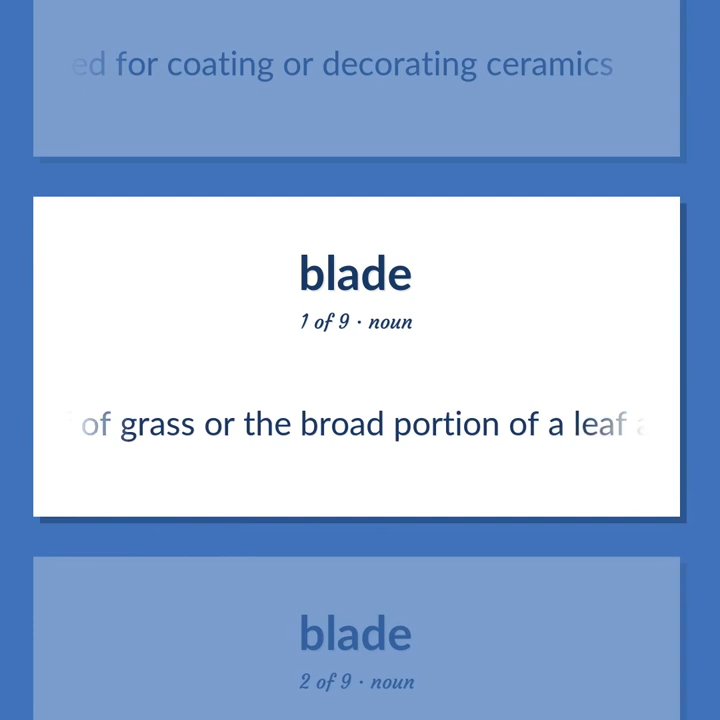 for coating or decorating ceramics
blade
1 of 9 · noun
of grass or the broad portion of a leaf
blade
2 of 9 · noun